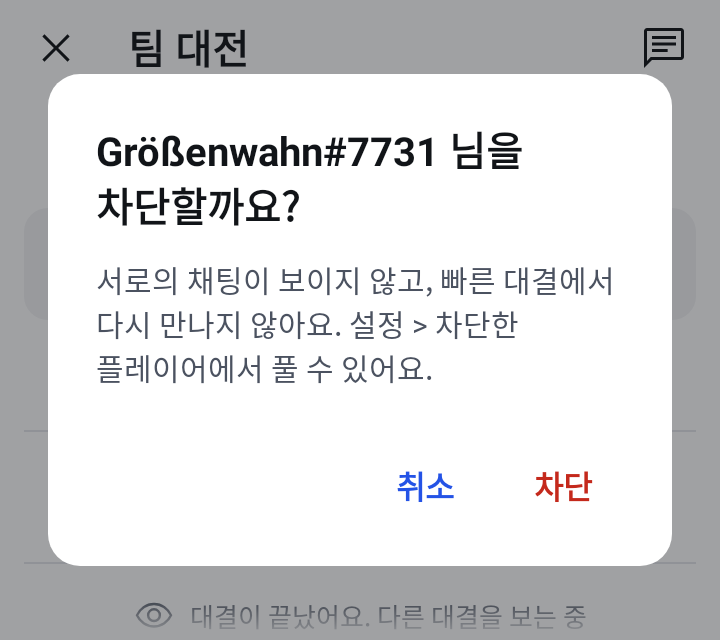 팀 대전
Größenwahn#7731 님을
차단할까요?
서로의 채팅이 보이지 않고, 빠른 대결에서
다시 만나지 않아요. 설정 > 차단한
플레이어에서 풀 수 있어요.
취소 차단
대결이 끝났어요. 다른 대결을 보는 중